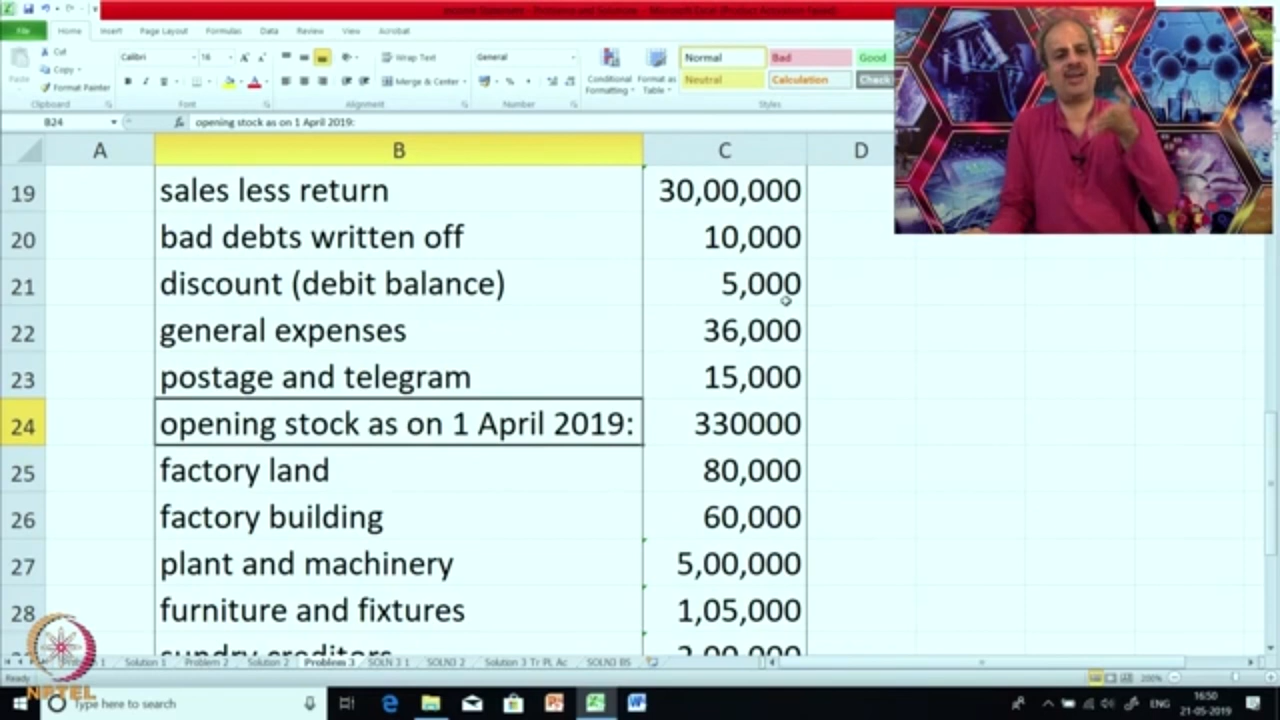 File Home Insert Page Layout Formulas Data Review View Acrobat
Cut
Copy
Format Painter
Paste
Clipboard
Calibri 16
Font
Wrap Text
Merge & Center
Alignment
General
Number
Conditional Formatting
Format as Table
Normal Bad Good
Neutral Calculation Check
Styles
B24 fx opening stock as on 1 April 2019:
A B C D
19 sales less return 30,00,000
20 bad debts written off 10,000
21 discount (debit balance) 5,000
22 general expenses 36,000
23 postage and telegram 15,000
24 opening stock as on 1 April 2019: 330000
25 factory land 80,000
26 factory building 60,000
27 plant and machinery 5,00,000
28 furniture and fixtures 1,05,000
sundry creditors
Solution 1 Problem 2 Solution 2 Problem 3 SOLN 3 1 SOLN3 2 Solution 3 Tr PL Ac SOLN3 BS
Ready 200%
NPTEL
Type here to search
ENG
16:50
21-05-2019